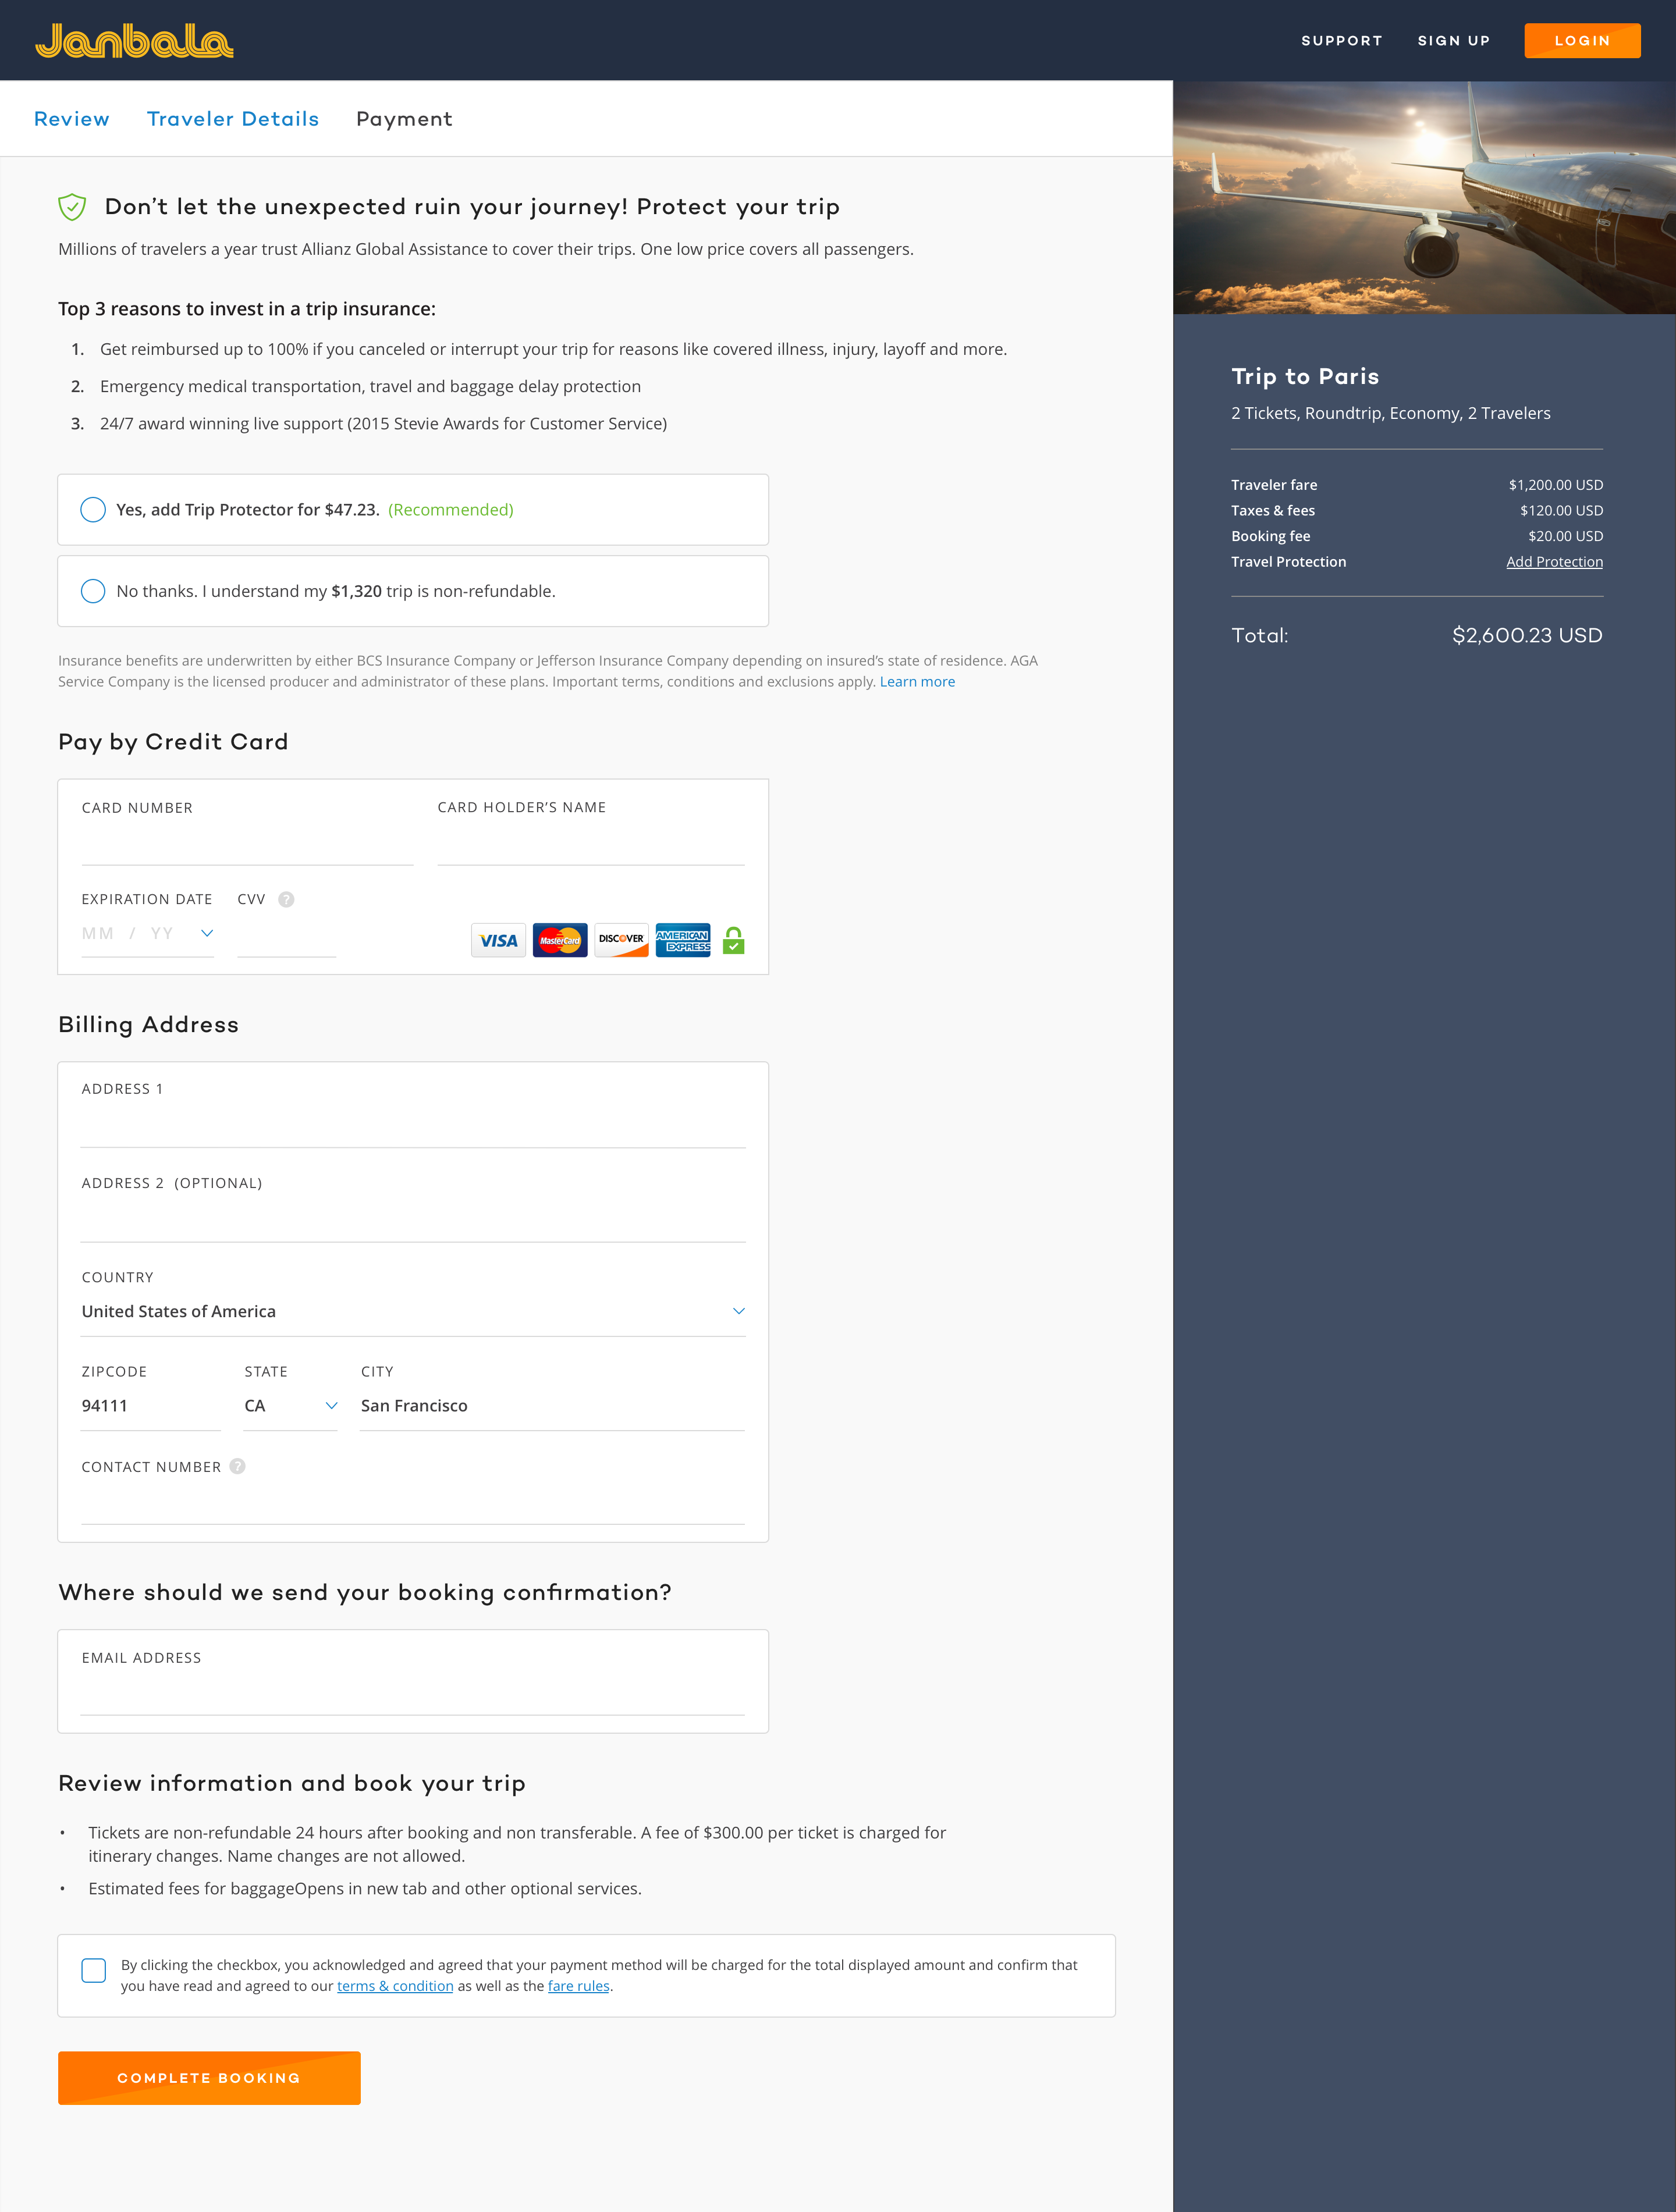 Janbala
SUPPORT SIGN UP LOGIN
Review Traveler Details Payment
Don’t let the unexpected ruin your journey! Protect your trip
Millions of travelers a year trust Allianz Global Assistance to cover their trips. One low price covers all passengers.
Top 3 reasons to invest in a trip insurance:
1. Get reimbursed up to 100% if you canceled or interrupt your trip for reasons like covered illness, injury, layoff and more.
2. Emergency medical transportation, travel and baggage delay protection
3. 24/7 award winning live support (2015 Stevie Awards for Customer Service)
Yes, add Trip Protector for $47.23. (Recommended)
No thanks. I understand my $1,320 trip is non-refundable.
Insurance benefits are underwritten by either BCS Insurance Company or Jefferson Insurance Company depending on insured’s state of residence. AGA
Service Company is the licensed producer and administrator of these plans. Important terms, conditions and exclusions apply. Learn more
Pay by Credit Card
CARD NUMBER CARD HOLDER’S NAME
EXPIRATION DATE CVV ?
MM / YY
VISA MasterCard DISCOVER AMERICAN EXPRESS
Billing Address
ADDRESS 1
ADDRESS 2 (OPTIONAL)
COUNTRY
United States of America
ZIPCODE STATE CITY
94111 CA San Francisco
CONTACT NUMBER ?
Where should we send your booking confirmation?
EMAIL ADDRESS
Review information and book your trip
• Tickets are non-refundable 24 hours after booking and non transferable. A fee of $300.00 per ticket is charged for
itinerary changes. Name changes are not allowed.
• Estimated fees for baggageOpens in new tab and other optional services.
By clicking the checkbox, you acknowledged and agreed that your payment method will be charged for the total displayed amount and confirm that
you have read and agreed to our terms & condition as well as the fare rules.
COMPLETE BOOKING
Trip to Paris
2 Tickets, Roundtrip, Economy, 2 Travelers
Traveler fare $1,200.00 USD
Taxes & fees $120.00 USD
Booking fee $20.00 USD
Travel Protection Add Protection
Total: $2,600.23 USD